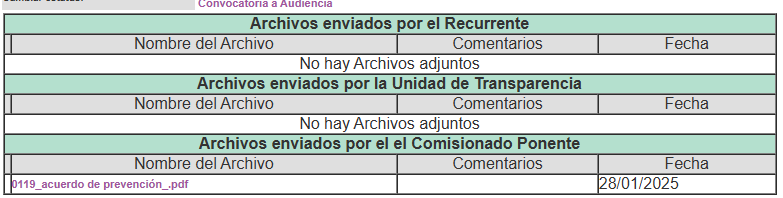 Convocatoria a Audiencia
Archivos enviados por el Recurrente
Nombre del Archivo Comentarios Fecha
No hay Archivos adjuntos
Archivos enviados por la Unidad de Transparencia
Nombre del Archivo Comentarios Fecha
No hay Archivos adjuntos
Archivos enviados por el el Comisionado Ponente
Nombre del Archivo Comentarios Fecha
0119_acuerdo de prevención_.pdf 28/01/2025